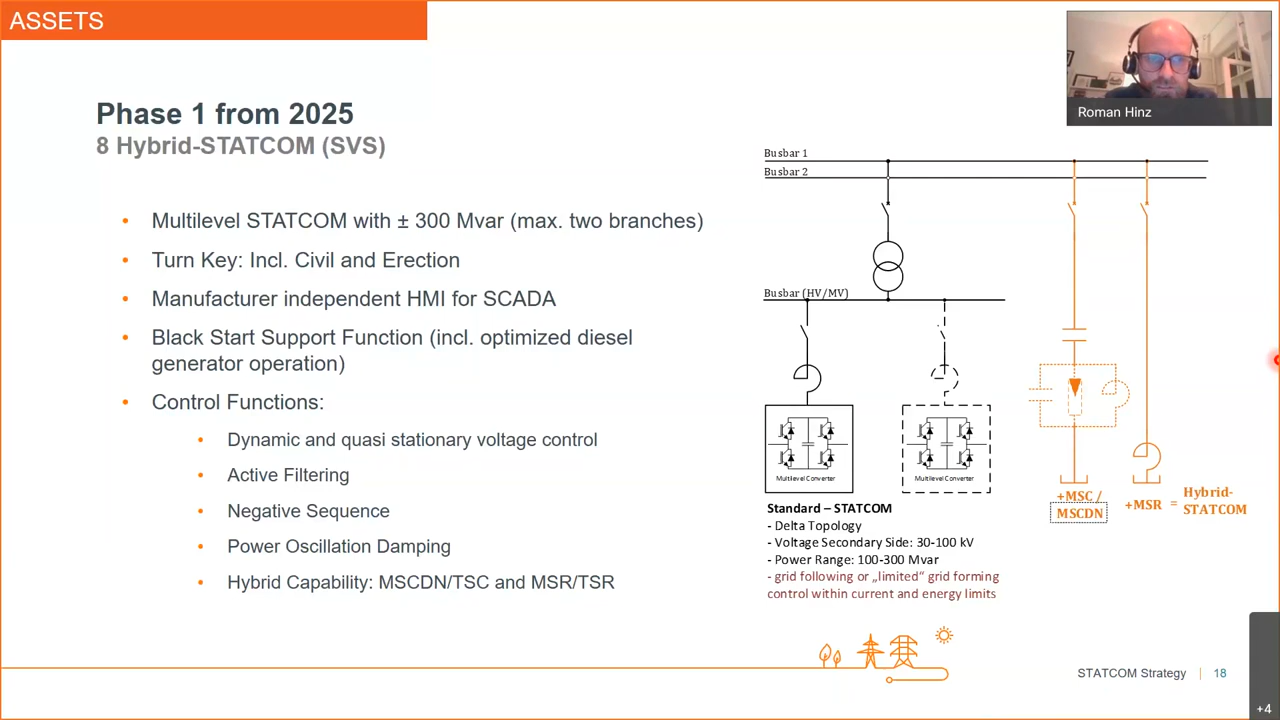 ASSETS
Roman Hinz
Phase 1 from 2025
8 Hybrid-STATCOM (SVS)
• Multilevel STATCOM with ± 300 Mvar (max. two branches)
• Turn Key: Incl. Civil and Erection
• Manufacturer independent HMI for SCADA
• Black Start Support Function (incl. optimized diesel
generator operation)
• Control Functions:
• Dynamic and quasi stationary voltage control
• Active Filtering
• Negative Sequence
• Power Oscillation Damping
• Hybrid Capability: MSCDN/TSC and MSR/TSR
Busbar 1
Busbar 2
Busbar (HV/MV)
Multilevel Converter
Multilevel Converter
+MSC /
MSCDN
+MSR
=
Hybrid-
STATCOM
Standard – STATCOM
- Delta Topology
- Voltage Secondary Side: 30-100 kV
- Power Range: 100-300 Mvar
- grid following or „limited“ grid forming
control within current and energy limits
STATCOM Strategy | 18
+4